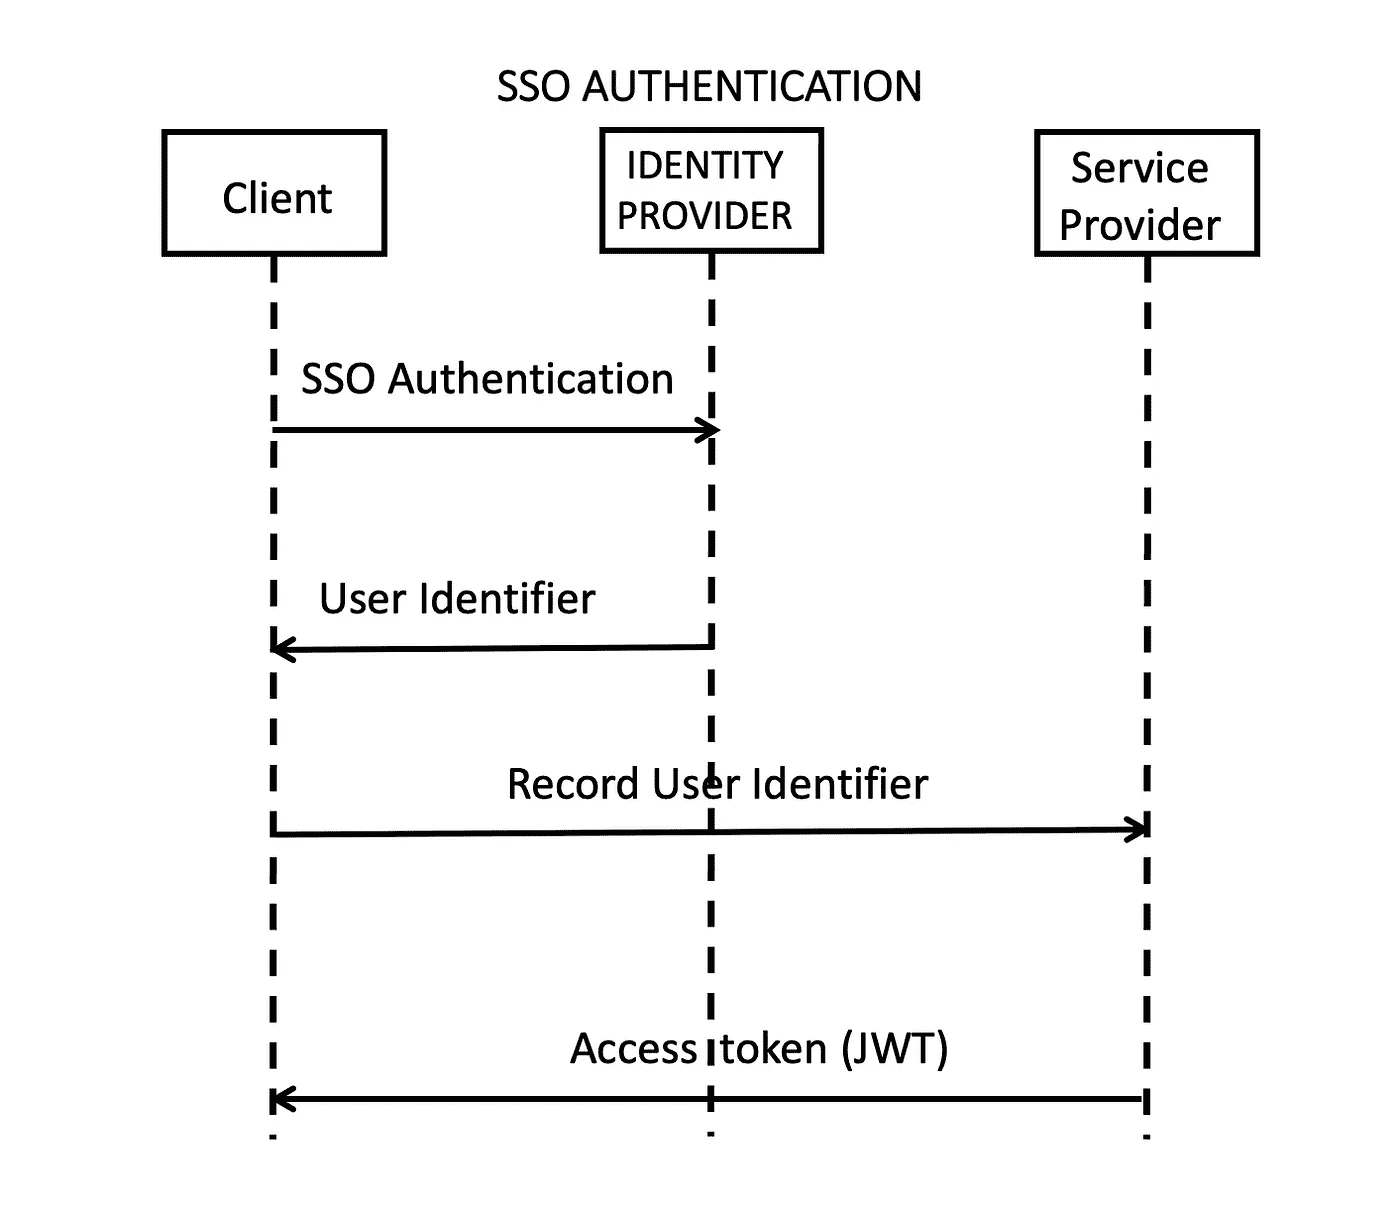 SSO AUTHENTICATION
Client
IDENTITY
PROVIDER
Service
Provider
SSO Authentication
User Identifier
Record User Identifier
Access token (JWT)